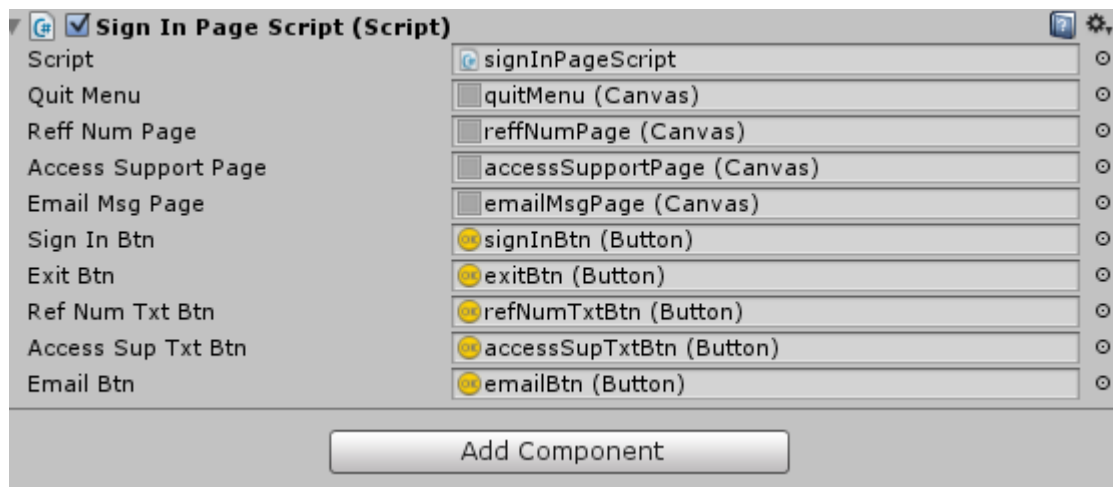 Sign In Page Script (Script)
Script signInPageScript
Quit Menu quitMenu (Canvas)
Reff Num Page reffNumPage (Canvas)
Access Support Page accessSupportPage (Canvas)
Email Msg Page emailMsgPage (Canvas)
Sign In Btn signInBtn (Button)
Exit Btn exitBtn (Button)
Ref Num Txt Btn refNumTxtBtn (Button)
Access Sup Txt Btn accessSupTxtBtn (Button)
Email Btn emailBtn (Button)
Add Component